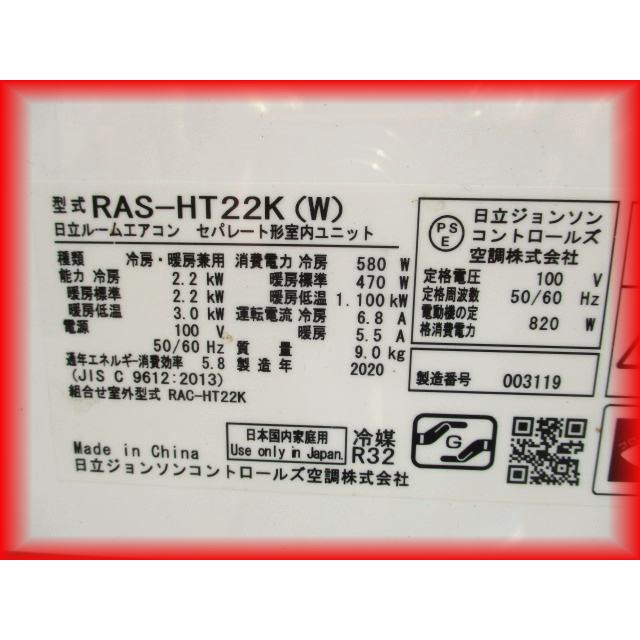 型式 RAS-HT22K (W)
日立ルームエアコン セパレート形室内ユニット
種類 冷房・暖房兼用 消費電力 冷房 580 W
能力 冷房 2.2 kW 暖房標準 470 W
暖房標準 2.2 kW 暖房低温 1.100 kW
暖房低温 3.0 kW 運転電流 冷房 6.8 A
電源 100 V 暖房 5.5 A
50/60 Hz 質量 9.0 kg
通年エネルギー消費効率 5.8 製造年 2020
(JIS C 9612:2013)
組合せ室外型式 RAC-HT22K
日本国内家庭用
Use only in Japan.
冷媒
R32
Made in China
日立ジョンソンコントロールズ空調株式会社
PS
E
日立ジョンソン
コントロールズ
空調株式会社
定格電圧 100 V
定格周波数 50/60 Hz
電動機の定
格消費電力 820 W
製造番号 003119
G